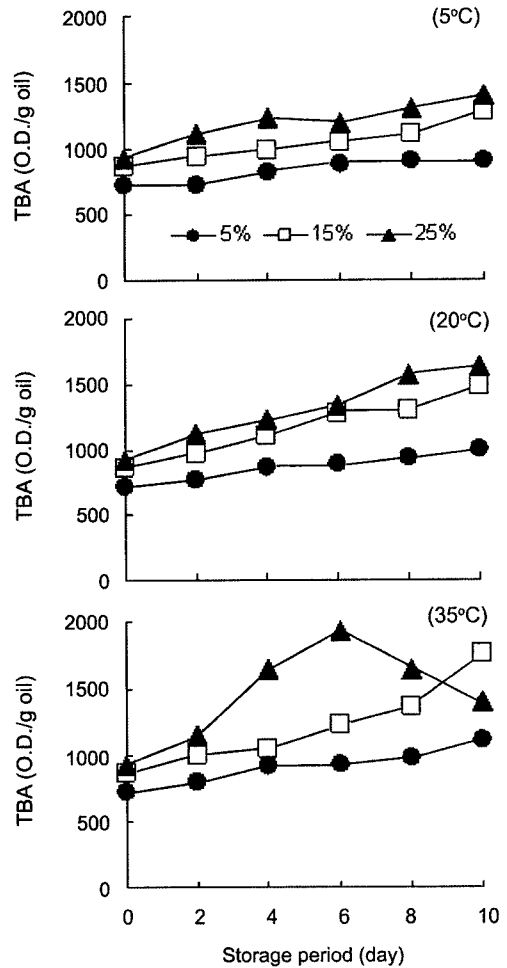 (5°C)
2000
1500
1000
500
0
TBA (O.D./g oil)
5% 15% 25%
(20°C)
2000
1500
1000
500
0
TBA (O.D./g oil)
(35°C)
2000
1500
1000
500
0
TBA (O.D./g oil)
0 2 4 6 8 10
Storage period (day)